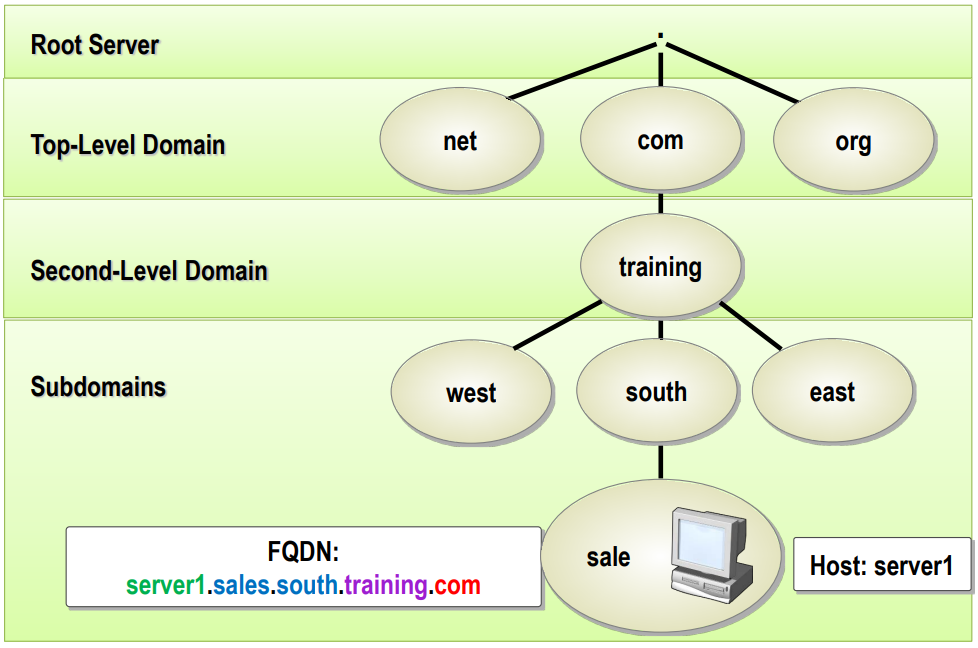 .
Root Server
Top-Level Domain
net
com
org
Second-Level Domain
training
Subdomains
west
south
east
sale
FQDN:
server1.sales.south.training.com
Host: server1